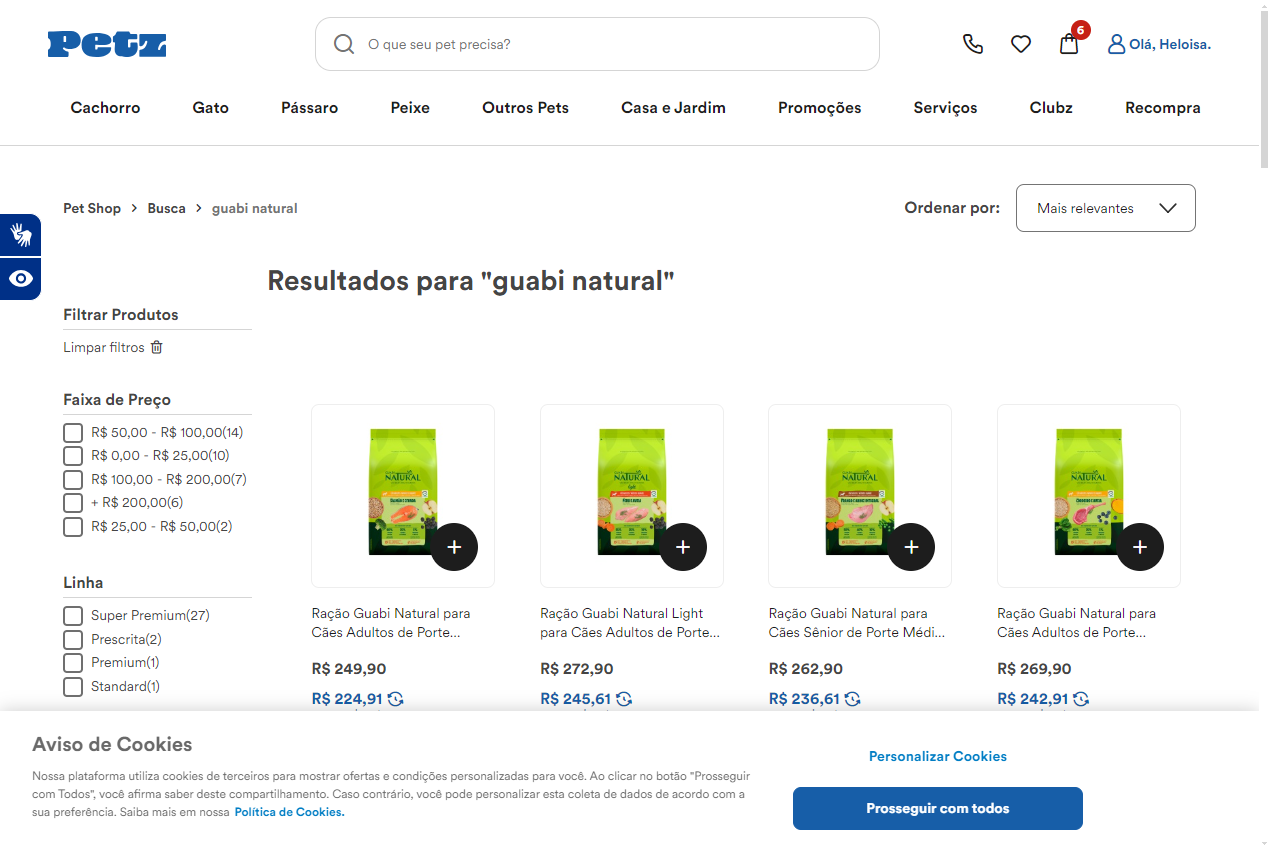 Petz
O que seu pet precisa?
6
Olá, Heloisa.
Cachorro
Gato
Pássaro
Peixe
Outros Pets
Casa e Jardim
Promoções
Serviços
Clubz
Recompra
Pet Shop > Busca > guabi natural
Ordenar por:
Mais relevantes
Resultados para "guabi natural"
Filtrar Produtos
Limpar filtros
Faixa de Preço
R$ 50,00 - R$ 100,00(14)
R$ 0,00 - R$ 25,00(10)
R$ 100,00 - R$ 200,00(7)
+ R$ 200,00(6)
R$ 25,00 - R$ 50,00(2)
Linha
Super Premium(27)
Prescrita(2)
Premium(1)
Standard(1)
NATURAL
NATURAL
NATURAL
NATURAL
Ração Guabi Natural para
Cães Adultos de Porte...
R$ 249,90
R$ 224,91
Ração Guabi Natural Light
para Cães Adultos de Porte...
R$ 272,90
R$ 245,61
Ração Guabi Natural para
Cães Sênior de Porte Médi...
R$ 262,90
R$ 236,61
Ração Guabi Natural para
Cães Adultos de Porte...
R$ 269,90
R$ 242,91
Aviso de Cookies
Nossa plataforma utiliza cookies de terceiros para mostrar ofertas e condições personalizadas para você. Ao clicar no botão "Prosseguir
com Todos", você afirma saber deste compartilhamento. Caso contrário, você pode personalizar esta coleta de dados de acordo com a
sua preferência. Saiba mais em nossa Política de Cookies.
Personalizar Cookies
Prosseguir com todos